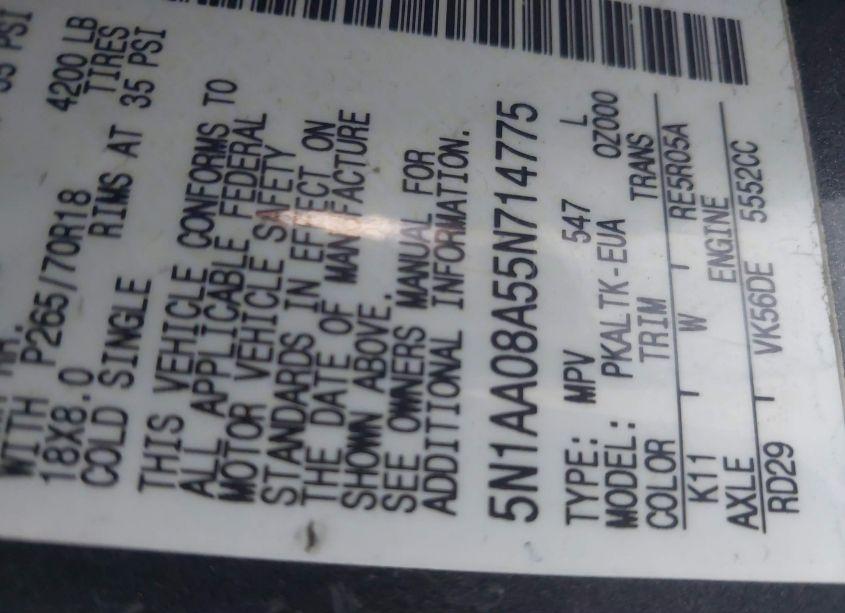 4200 LB
WITH P265/70R18 TIRES
18X8.0 RIMS AT 35 PSI
COLD SINGLE
THIS VEHICLE CONFORMS TO
ALL APPLICABLE FEDERAL
MOTOR VEHICLE SAFETY
STANDARDS IN EFFECT ON
THE DATE OF MANUFACTURE
SHOWN ABOVE.
SEE OWNERS MANUAL FOR
ADDITIONAL INFORMATION.
5N1AA08A55N714775
TYPE: MPV 547 L
MODEL: PKALTK-EUA 0Z000
COLOR TRIM TRANS
K11 W RE5R05A
AXLE ENGINE
RD29 VK56DE 5552CC